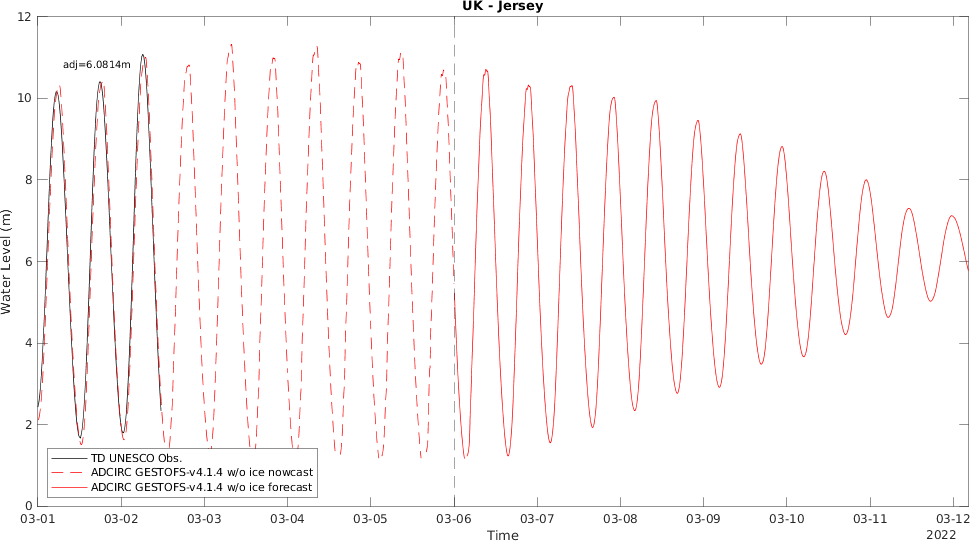 UK - Jersey
12
adj=6.0814m
10
8
6
4
2
0
Water Level (m)
TD UNESCO Obs.
ADCIRC GESTOFS-v4.1.4 w/o ice nowcast
ADCIRC GESTOFS-v4.1.4 w/o ice forecast
03-01 03-02 03-03 03-04 03-05 03-06 03-07 03-08 03-09 03-10 03-11 03-12
Time
2022